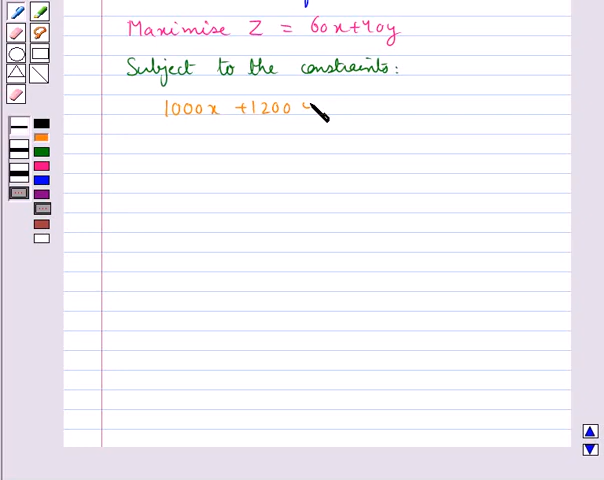 Maximise Z = 60x+40y
Subject to the constraints:
1000x +1200